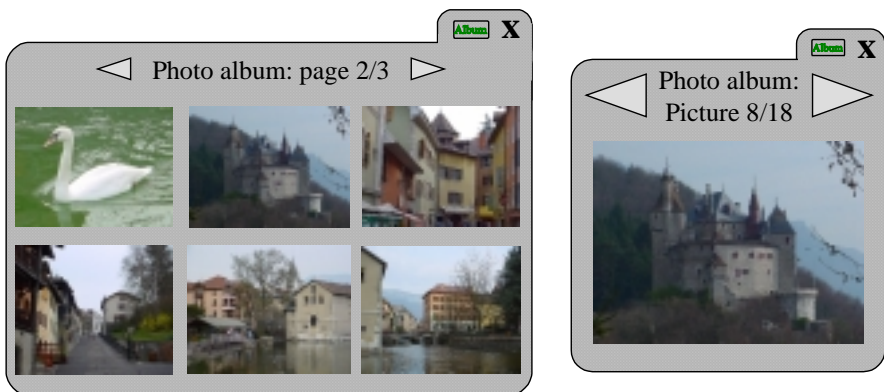 Album X
Photo album: page 2/3
Album X
Photo album:
Picture 8/18